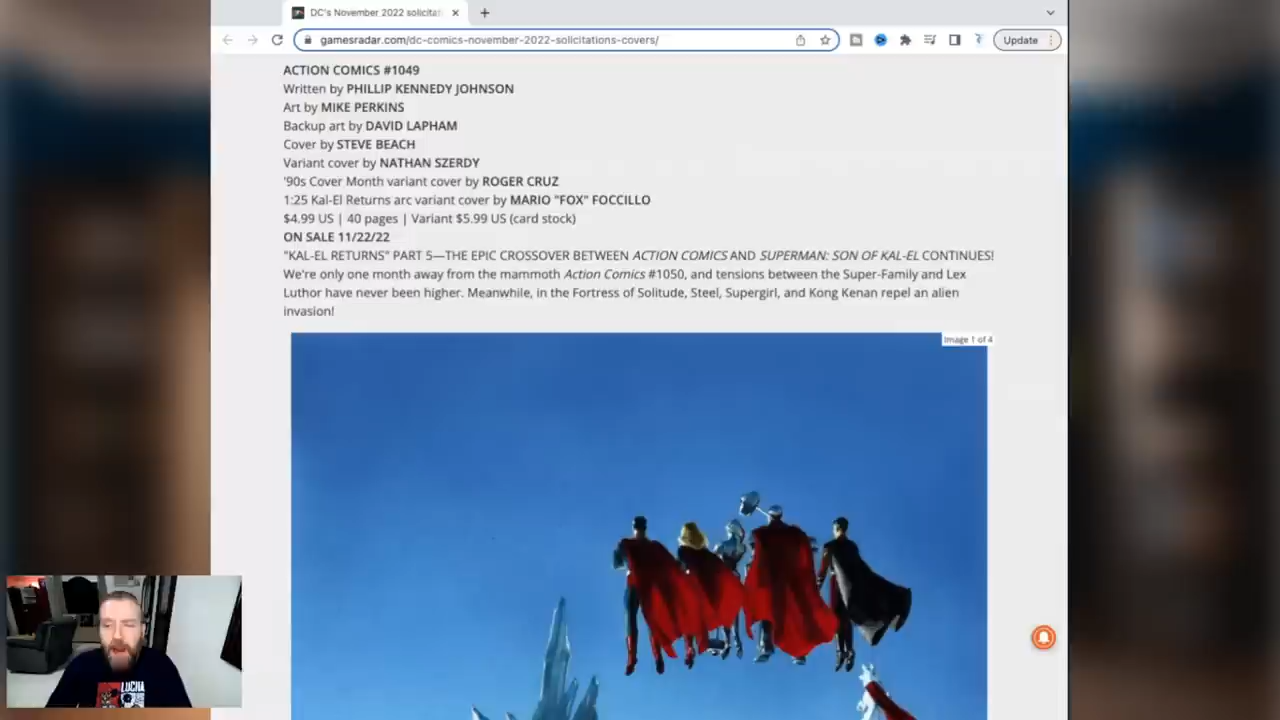 DC's November 2022 solicitat
gamesradar.com/dc-comics-november-2022-solicitations-covers/
Update
ACTION COMICS #1049
Written by PHILLIP KENNEDY JOHNSON
Art by MIKE PERKINS
Backup art by DAVID LAPHAM
Cover by STEVE BEACH
Variant cover by NATHAN SZERDY
'90s Cover Month variant cover by ROGER CRUZ
1:25 Kal-El Returns arc variant cover by MARIO "FOX" FOCCILLO
$4.99 US | 40 pages | Variant $5.99 US (card stock)
ON SALE 11/22/22
"KAL-EL RETURNS" PART 5—THE EPIC CROSSOVER BETWEEN ACTION COMICS AND SUPERMAN: SON OF KAL-EL CONTINUES!
We're only one month away from the mammoth Action Comics #1050, and tensions between the Super-Family and Lex
Luthor have never been higher. Meanwhile, in the Fortress of Solitude, Steel, Supergirl, and Kong Kenan repel an alien
invasion!
Image 1 of 4
LUCHA